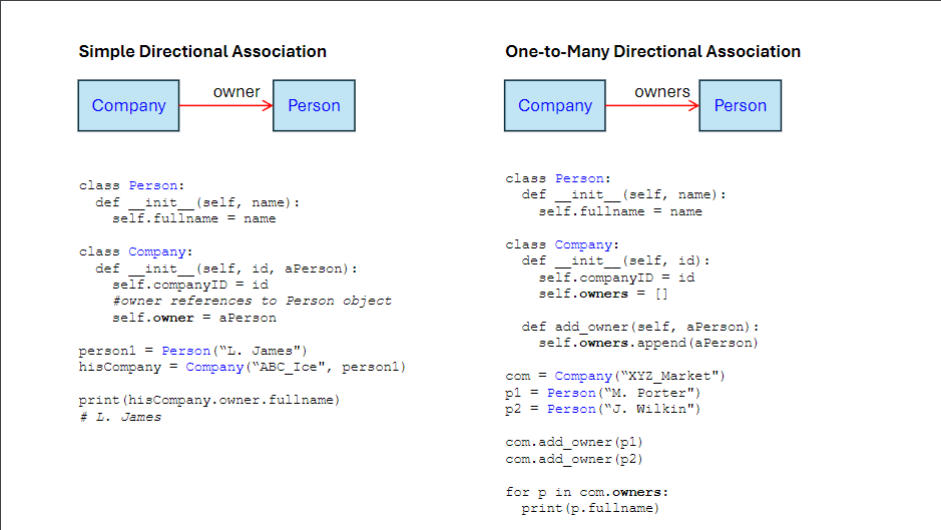 Simple Directional Association
Company
owner
Person
class Person:
  def __init__(self, name):
    self.fullname = name

class Company:
  def __init__(self, id, aPerson):
    self.companyID = id
    #owner references to Person object
    self.owner = aPerson

person1 = Person(“L. James”)
hisCompany = Company(“ABC_Ice”, person1)

print(hisCompany.owner.fullname)
# L. James

One-to-Many Directional Association
Company
owners
Person
class Person:
  def __init__(self, name):
    self.fullname = name

class Company:
  def __init__(self, id):
    self.companyID = id
    self.owners = []

  def add_owner(self, aPerson):
    self.owners.append(aPerson)

com = Company(“XYZ_Market”)
p1 = Person(“M. Porter”)
p2 = Person(“J. Wilkin”)

com.add_owner(p1)
com.add_owner(p2)

for p in com.owners:
  print(p.fullname)